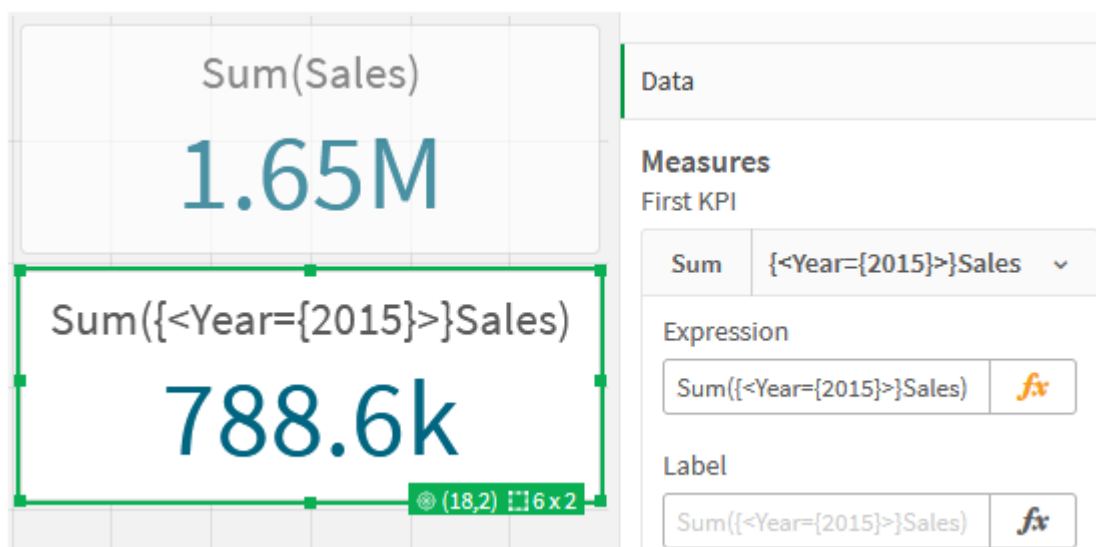 Sum(Sales)
1.65M
Sum({<Year={2015}>}Sales)
788.6k
(18,2) 6 x 2
Data
Measures
First KPI
Sum {<Year={2015}>}Sales
Expression
Sum({<Year={2015}>}Sales) fx
Label
Sum({<Year={2015}>}Sales) fx